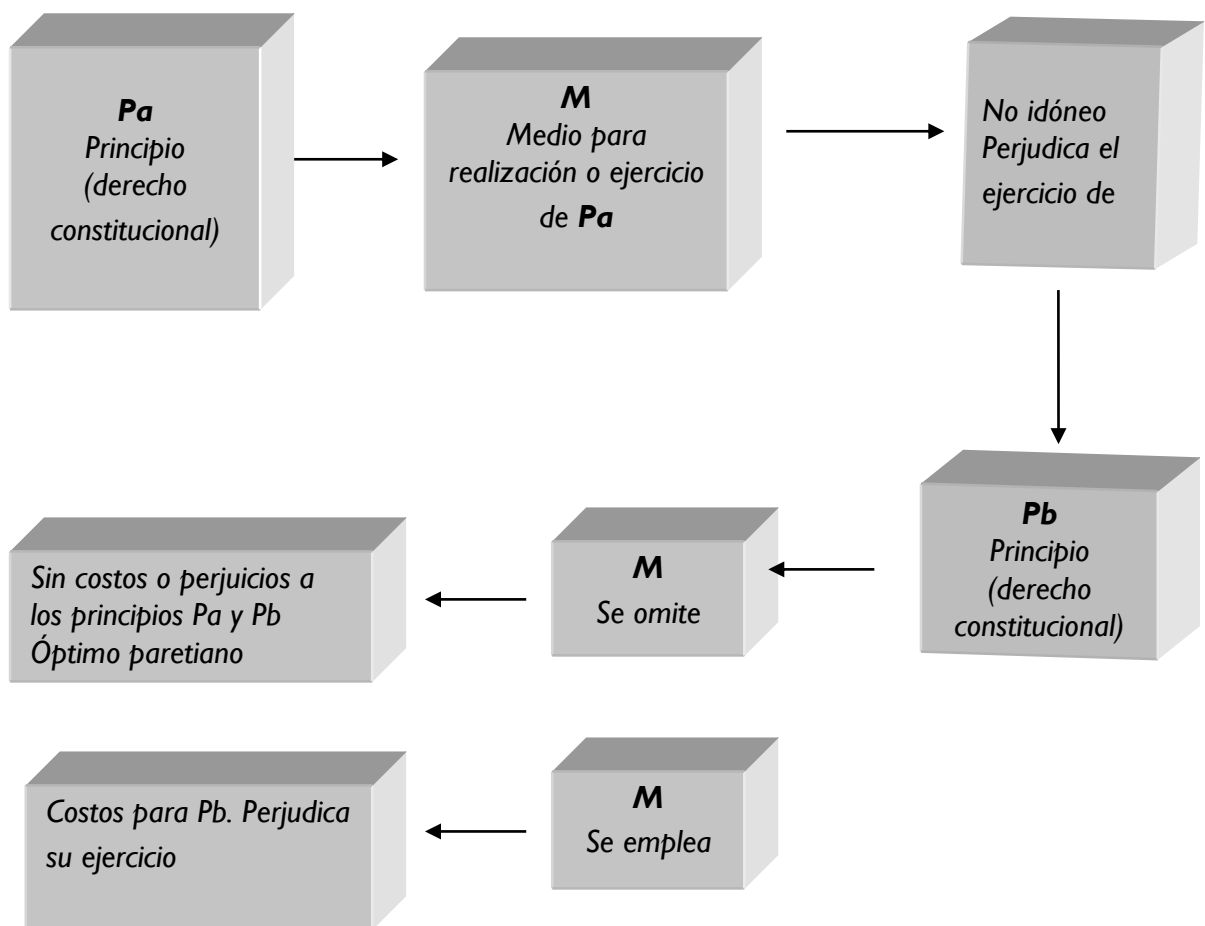 Pa
Principio
(derecho
constitucional)
M
Medio para
realización o ejercicio
de Pa
No idóneo
Perjudica el
ejercicio de
Pb
Principio
(derecho
constitucional)
M
Se omite
Sin costos o perjuicios a
los principios Pa y Pb
Óptimo paretiano
M
Se emplea
Costos para Pb. Perjudica
su ejercicio